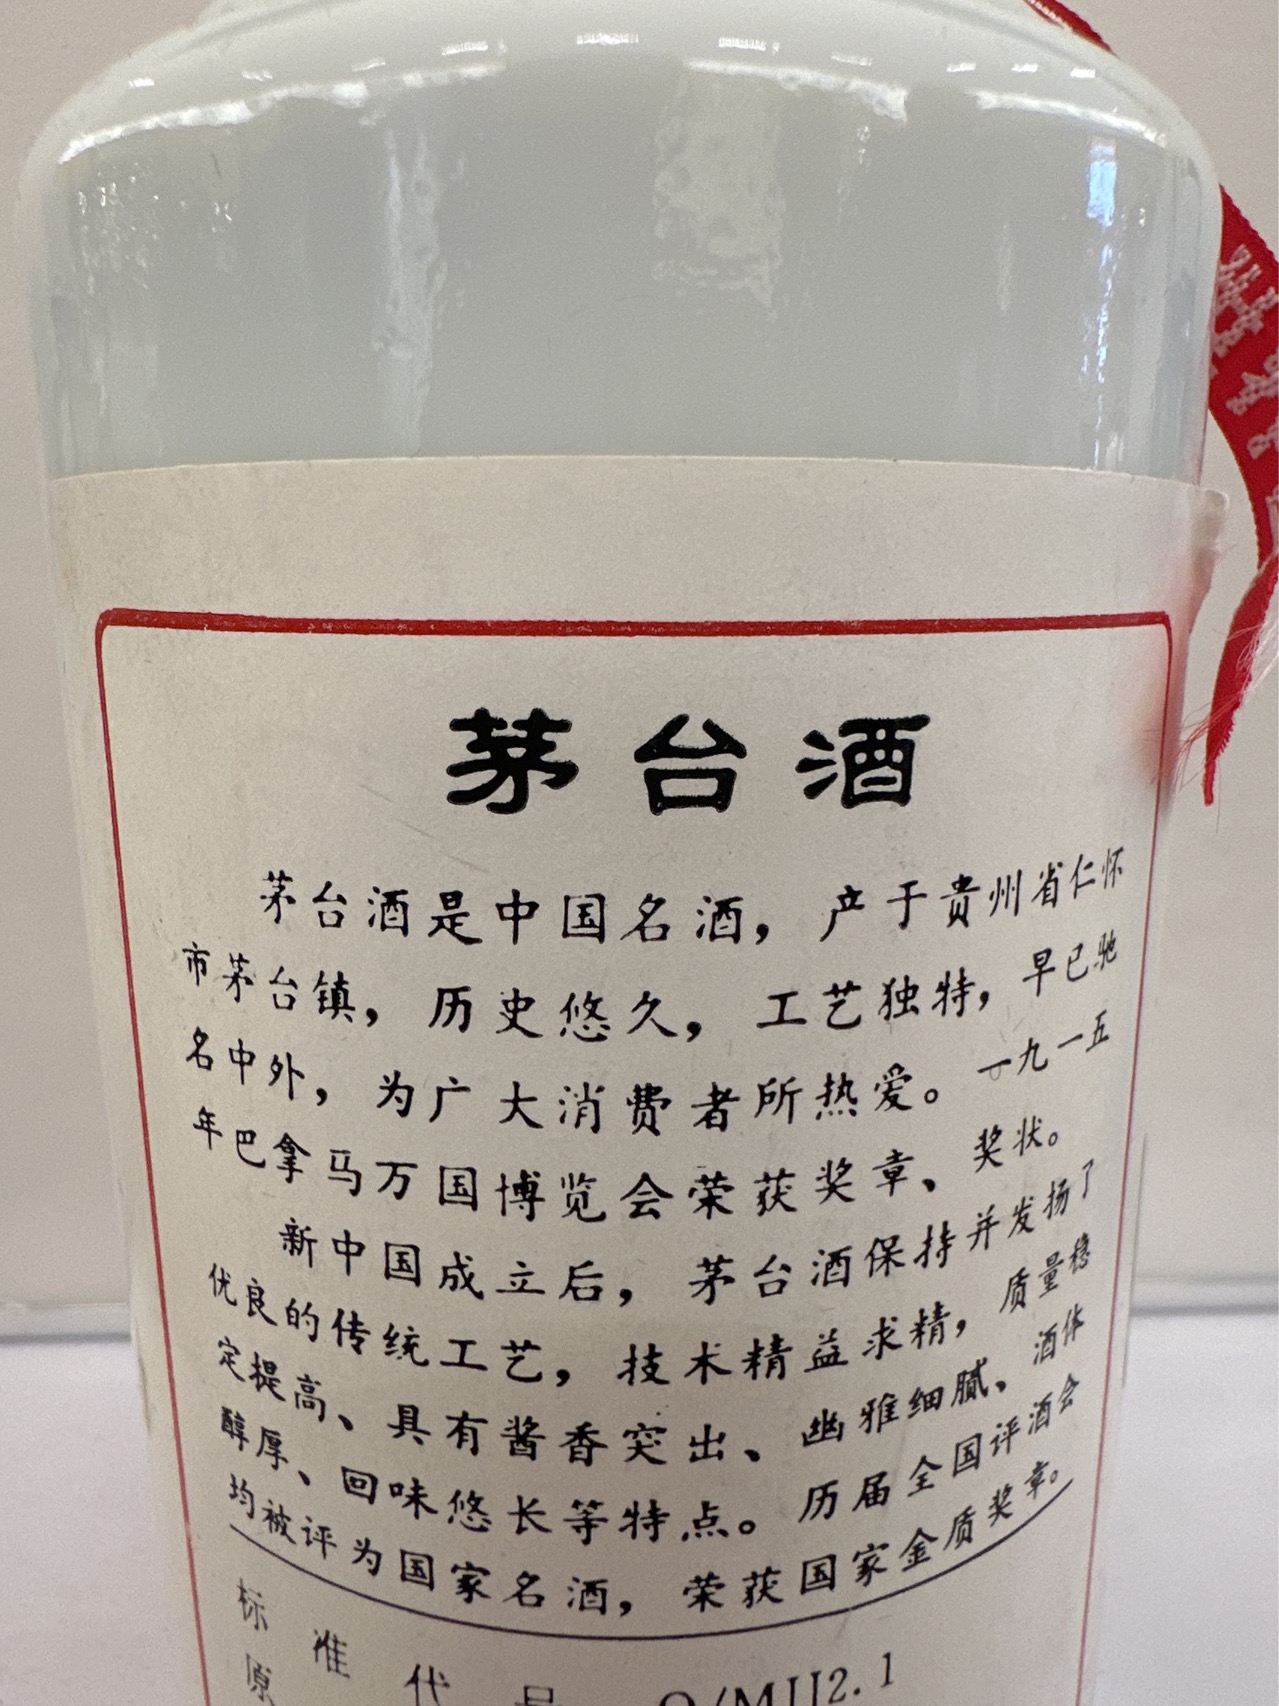 茅台酒
茅台酒是中国名酒，产于贵州省仁怀
市茅台镇，历史悠久，工艺独特，早已驰
名中外，为广大消费者所热爱。一九一五
年巴拿马万国博览会荣获奖章、奖状。
新中国成立后，茅台酒保持并发扬了
优良的传统工艺，技术精益求精，质量稳
定提高、具有酱香突出、幽雅细腻、酒体
醇厚、回味悠长等特点。历届全国评酒会
均被评为国家名酒，荣获国家金质奖章。
标准代号 Q/MJJ2.1
原